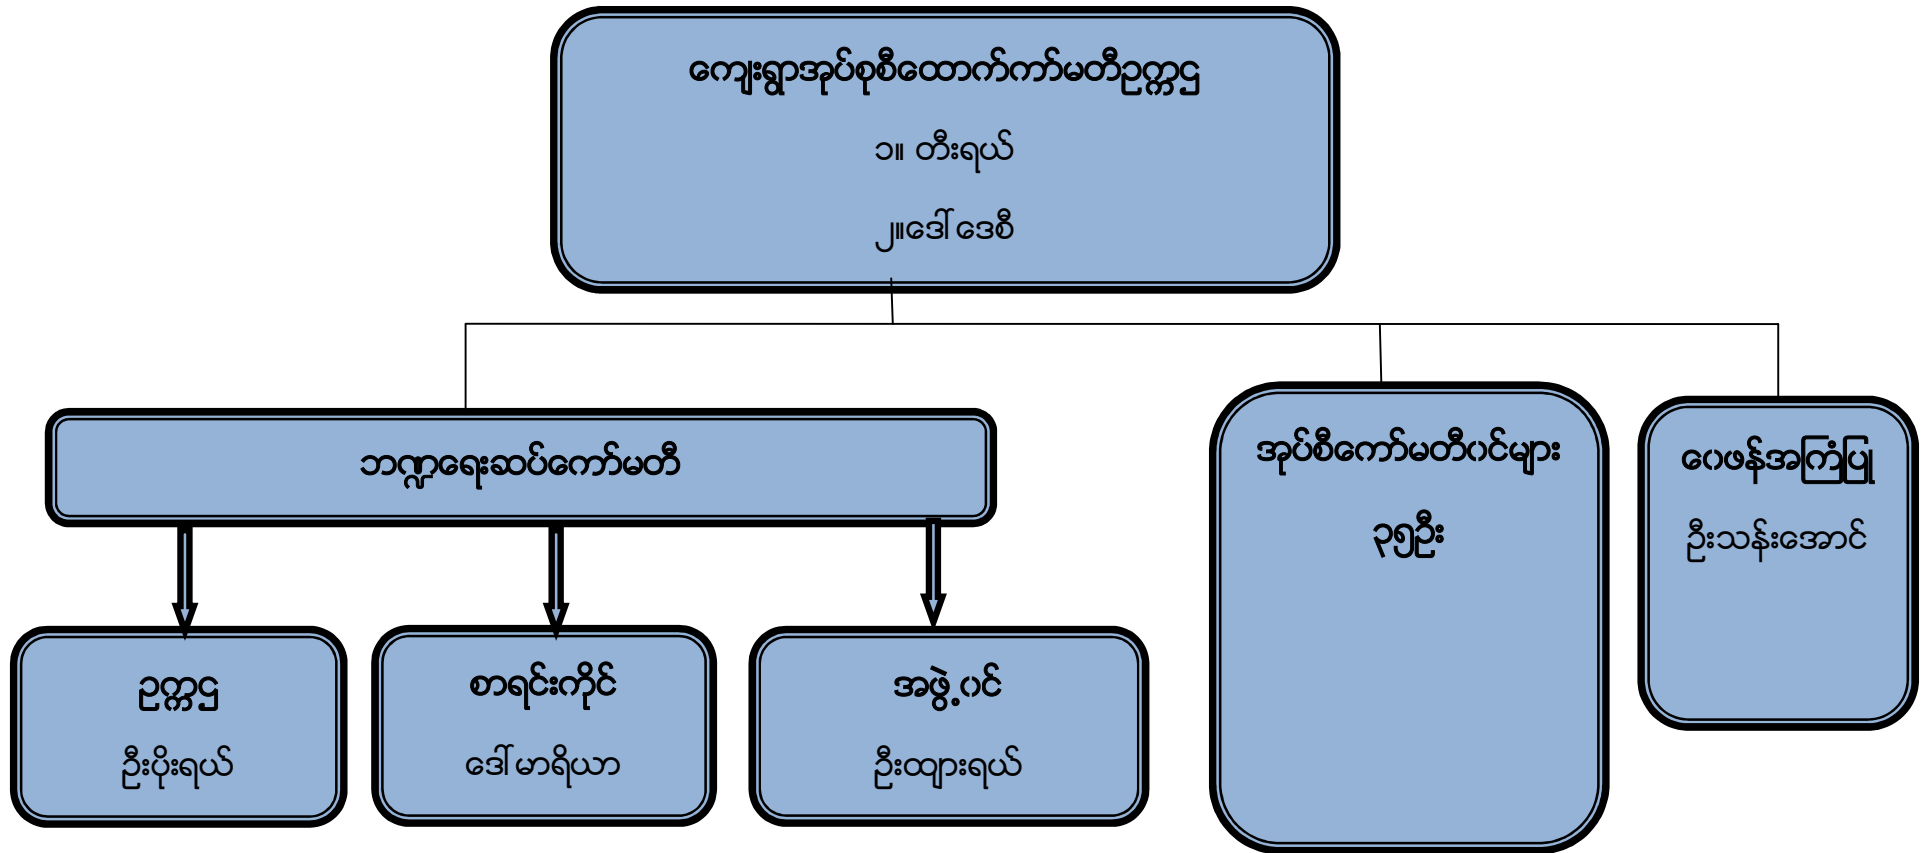 ကျေးရွာအုပ်စုစီထောက်ကာ်မတီဥက္ကဌ
၁။ တီးရယ်
၂။ဒေါ်ဒေစီ
ဘဏ္ဍရေးဆပ်ကော်မတီ
အုပ်စီကော်မတီဝင်များ
၃၅ဦး
ဝေဖန်အကြံပြု
ဦးသန်းအောင်
ဥက္ကဌ
ဦးပိုးရယ်
စာရင်းကိုင်
ဒေါ်မာရိယာ
အဖွဲ့ဝင်
ဦးထျားရယ်